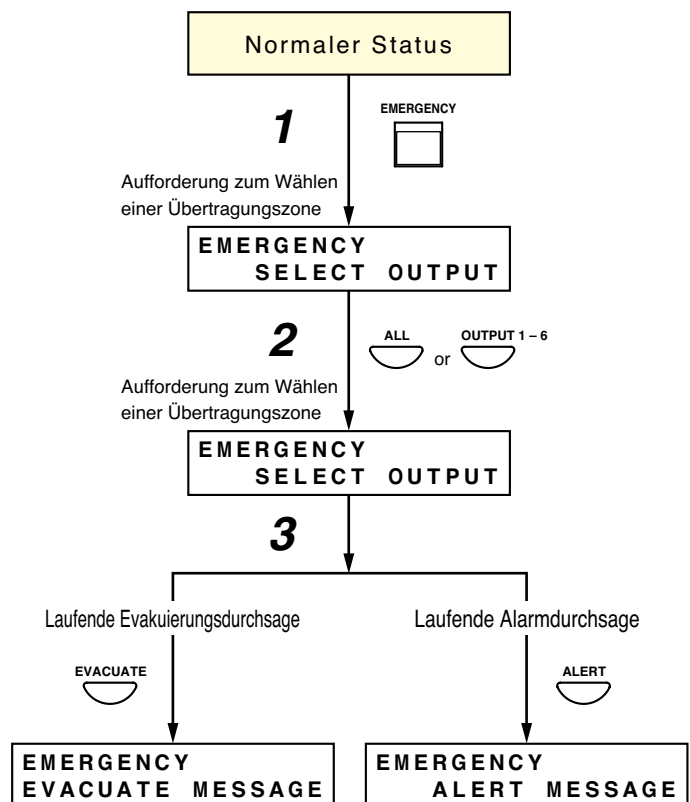 Normaler Status
1
EMERGENCY
Aufforderung zum Wählen
einer Übertragungszone
EMERGENCY
SELECT OUTPUT
2
ALL or OUTPUT 1 – 6
Aufforderung zum Wählen
einer Übertragungszone
EMERGENCY
SELECT OUTPUT
3
Laufende Evakuierungsdurchsage
Laufende Alarmdurchsage
EVACUATE
ALERT
EMERGENCY
EVACUATE MESSAGE
EMERGENCY
ALERT MESSAGE